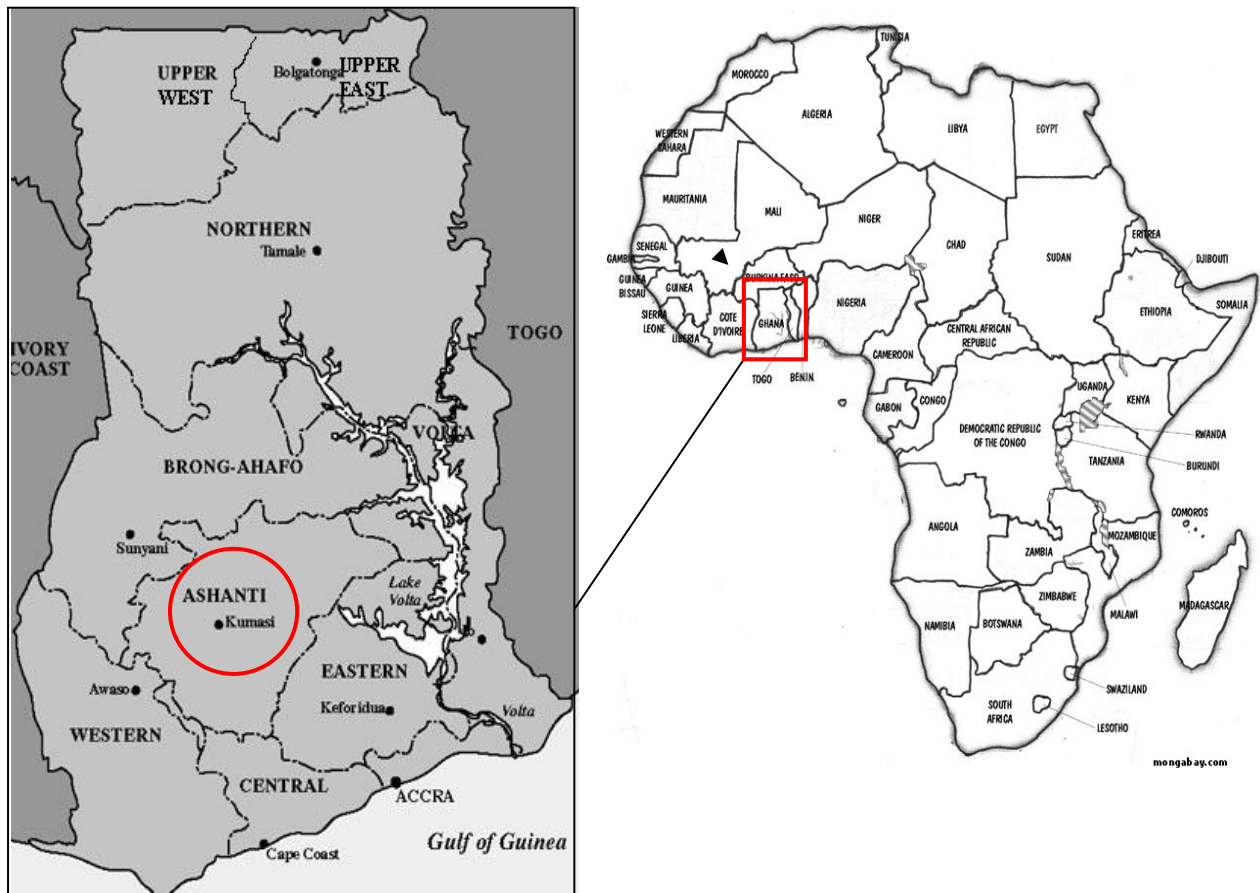 UPPER
WEST
Bolgatonga
UPPER
EAST
NORTHERN
Tamale
IVORY
COAST
TOGO
VOLTA
BRONG-AHAFO
Sunyani
ASHANTI
Kumasi
Lake
Volta
EASTERN
Keforidua
Awaso
WESTERN
Volta
CENTRAL
ACCRA
Cape Coast
Gulf of Guinea
TUNISIA
MOROCCO
ALGERIA
LIBYA
EGYPT
WESTERN
SAHARA
MAURITANIA
MALI
NIGER
CHAD
SUDAN
ERITREA
DJIBOUTI
SENEGAL
GAMBIA
GUINEA
BISSAU
GUINEA
BURKINA FASO
SIERRA
LEONE
LIBERIA
COTE
D'IVOIRE
GHANA
TOGO
BENIN
NIGERIA
CAMEROON
CENTRAL AFRICAN
REPUBLIC
ETHIOPIA
SOMALIA
GABON
CONGO
DEMOCRATIC REPUBLIC
OF THE CONGO
UGANDA
KENYA
RWANDA
BURUNDI
TANZANIA
COMOROS
ANGOLA
ZAMBIA
MOZAMBIQUE
MALAWI
MADAGASCAR
ZIMBABWE
NAMIBIA
BOTSWANA
SWAZILAND
SOUTH
AFRICA
LESOTHO
mongabay.com